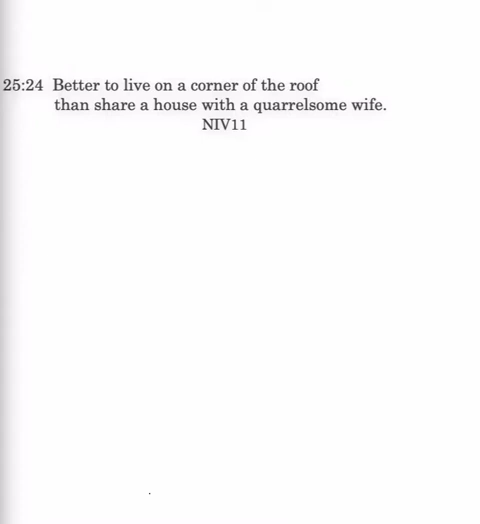 25:24 Better to live on a corner of the roof
than share a house with a quarrelsome wife.
NIV11